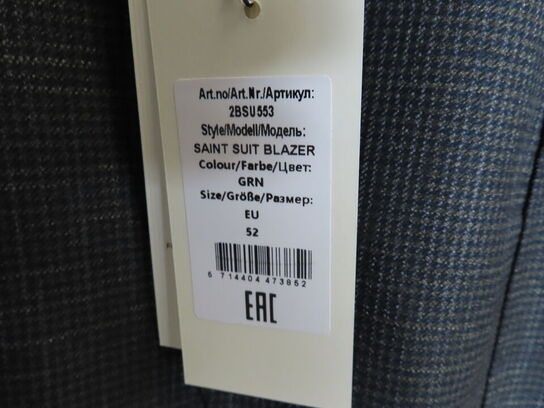 Art.no/Art.Nr./Артикул:
2BSU553
Style/Modell/Модель:
SAINT SUIT BLAZER
Colour/Farbe/Цвет:
GRN
Size/Größe/Размер:
EU
52
5 714404 473852
EAC